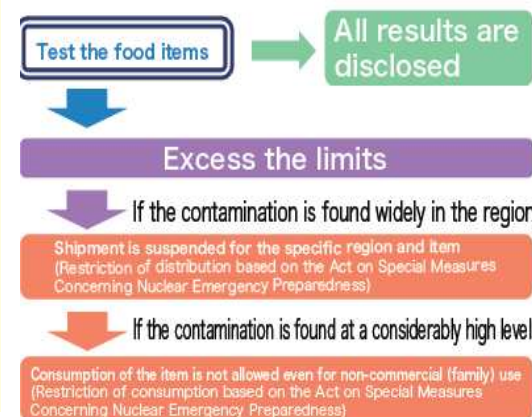 Test the food items
All results are
disclosed
Excess the limits
If the contamination is found widely in the region
Shipment is suspended for the specific region and item
(Restriction of distribution based on the Act on Special Measures
Concerning Nuclear Emergency Preparedness)
If the contamination is found at a considerably high level
Consumption of the item is not allowed even for non-commercial (family) use
(Restriction of consumption based on the Act on Special Measures
Concerning Nuclear Emergency Preparedness)